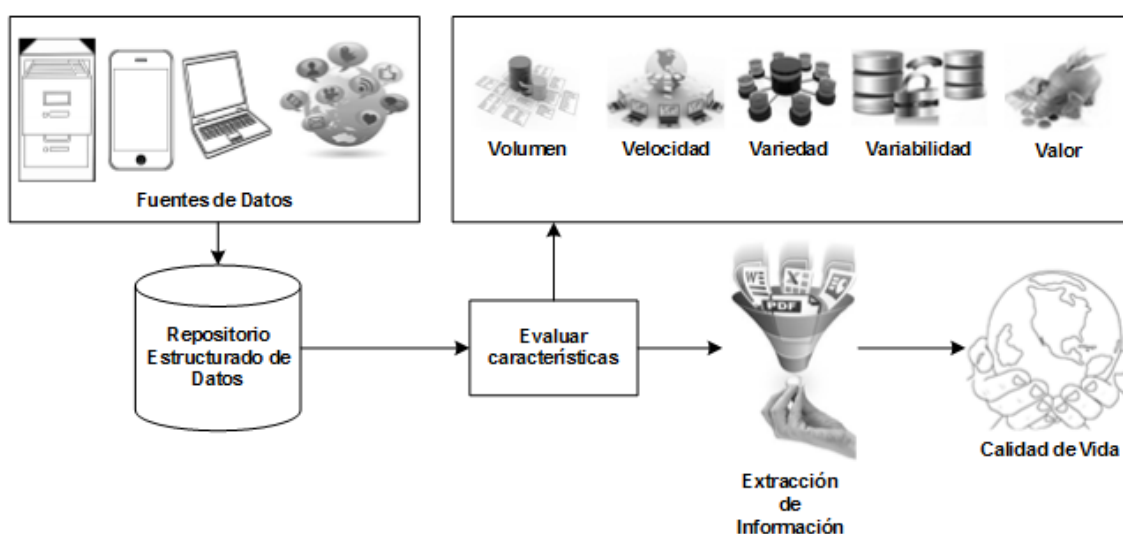 Volumen
Velocidad
Variedad
Variabilidad
Valor
Fuentes de Datos
Repositorio
Estructurado de
Datos
Evaluar
características
PDF
Extracción
de
Información
Calidad de Vida